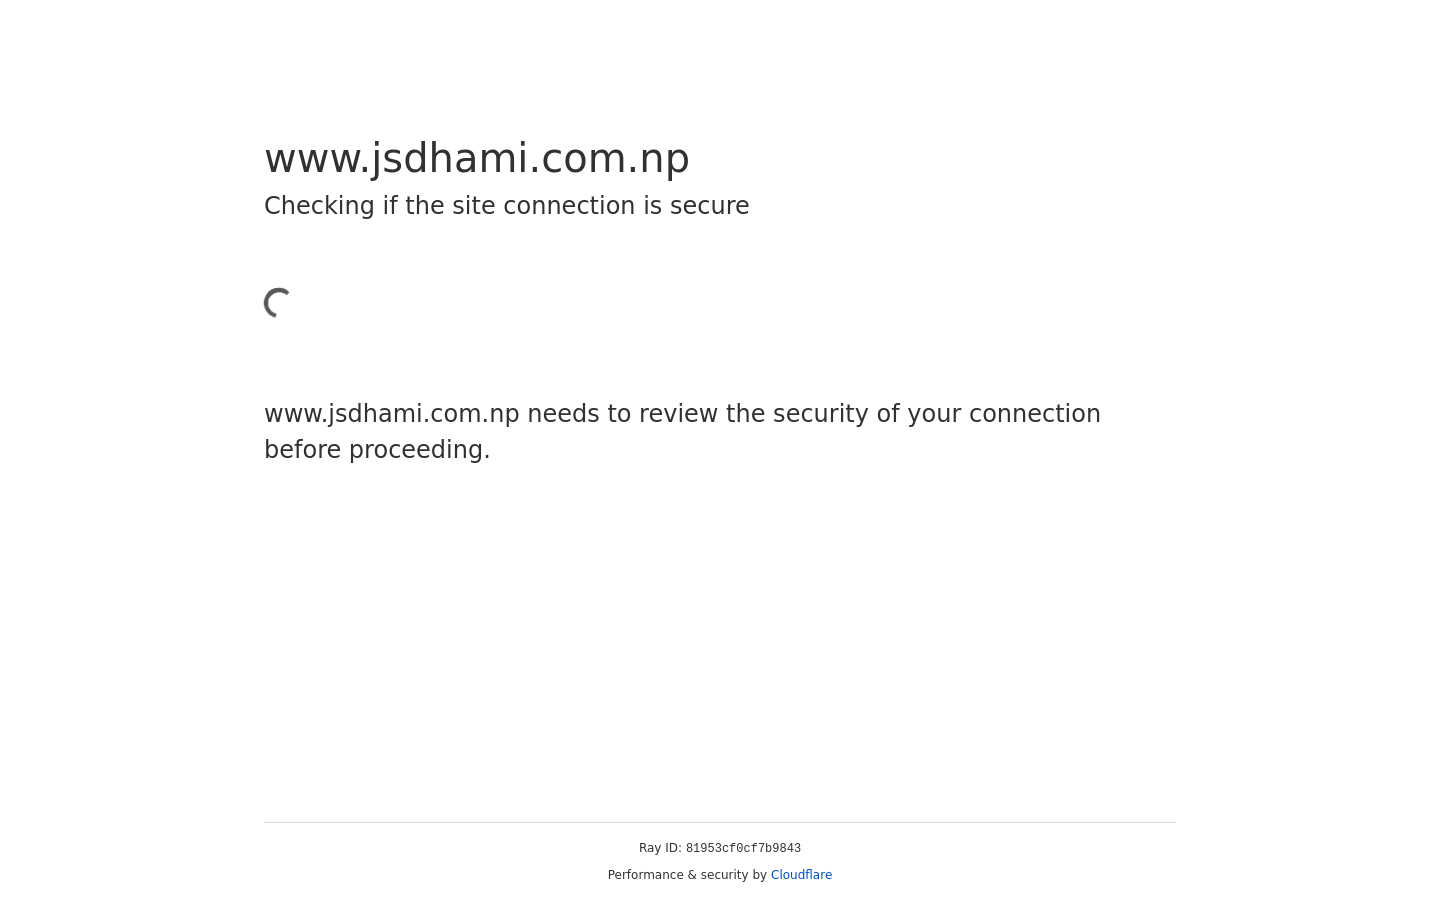 www.jsdhami.com.np
Checking if the site connection is secure
www.jsdhami.com.np needs to review the security of your connection
before proceeding.
Ray ID: 81953cf0cf7b9843
Performance & security by Cloudflare